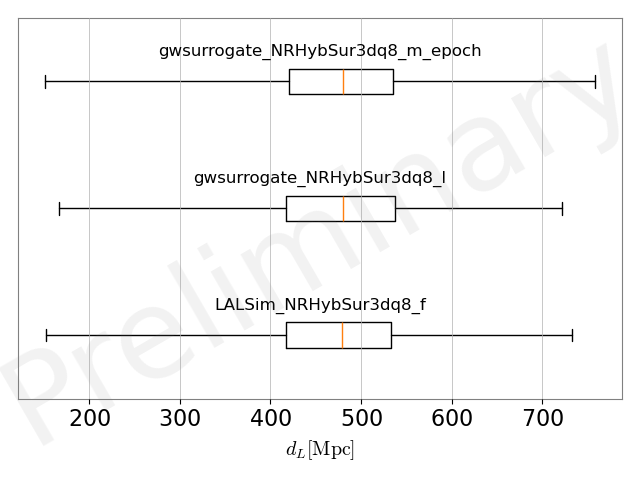 gwsurrogate_NRHybSur3dq8_m_epoch
gwsurrogate_NRHybSur3dq8_l
LALSim_NRHybSur3dq8_f
Preliminary
200 300 400 500 600 700
d_L[Mpc]